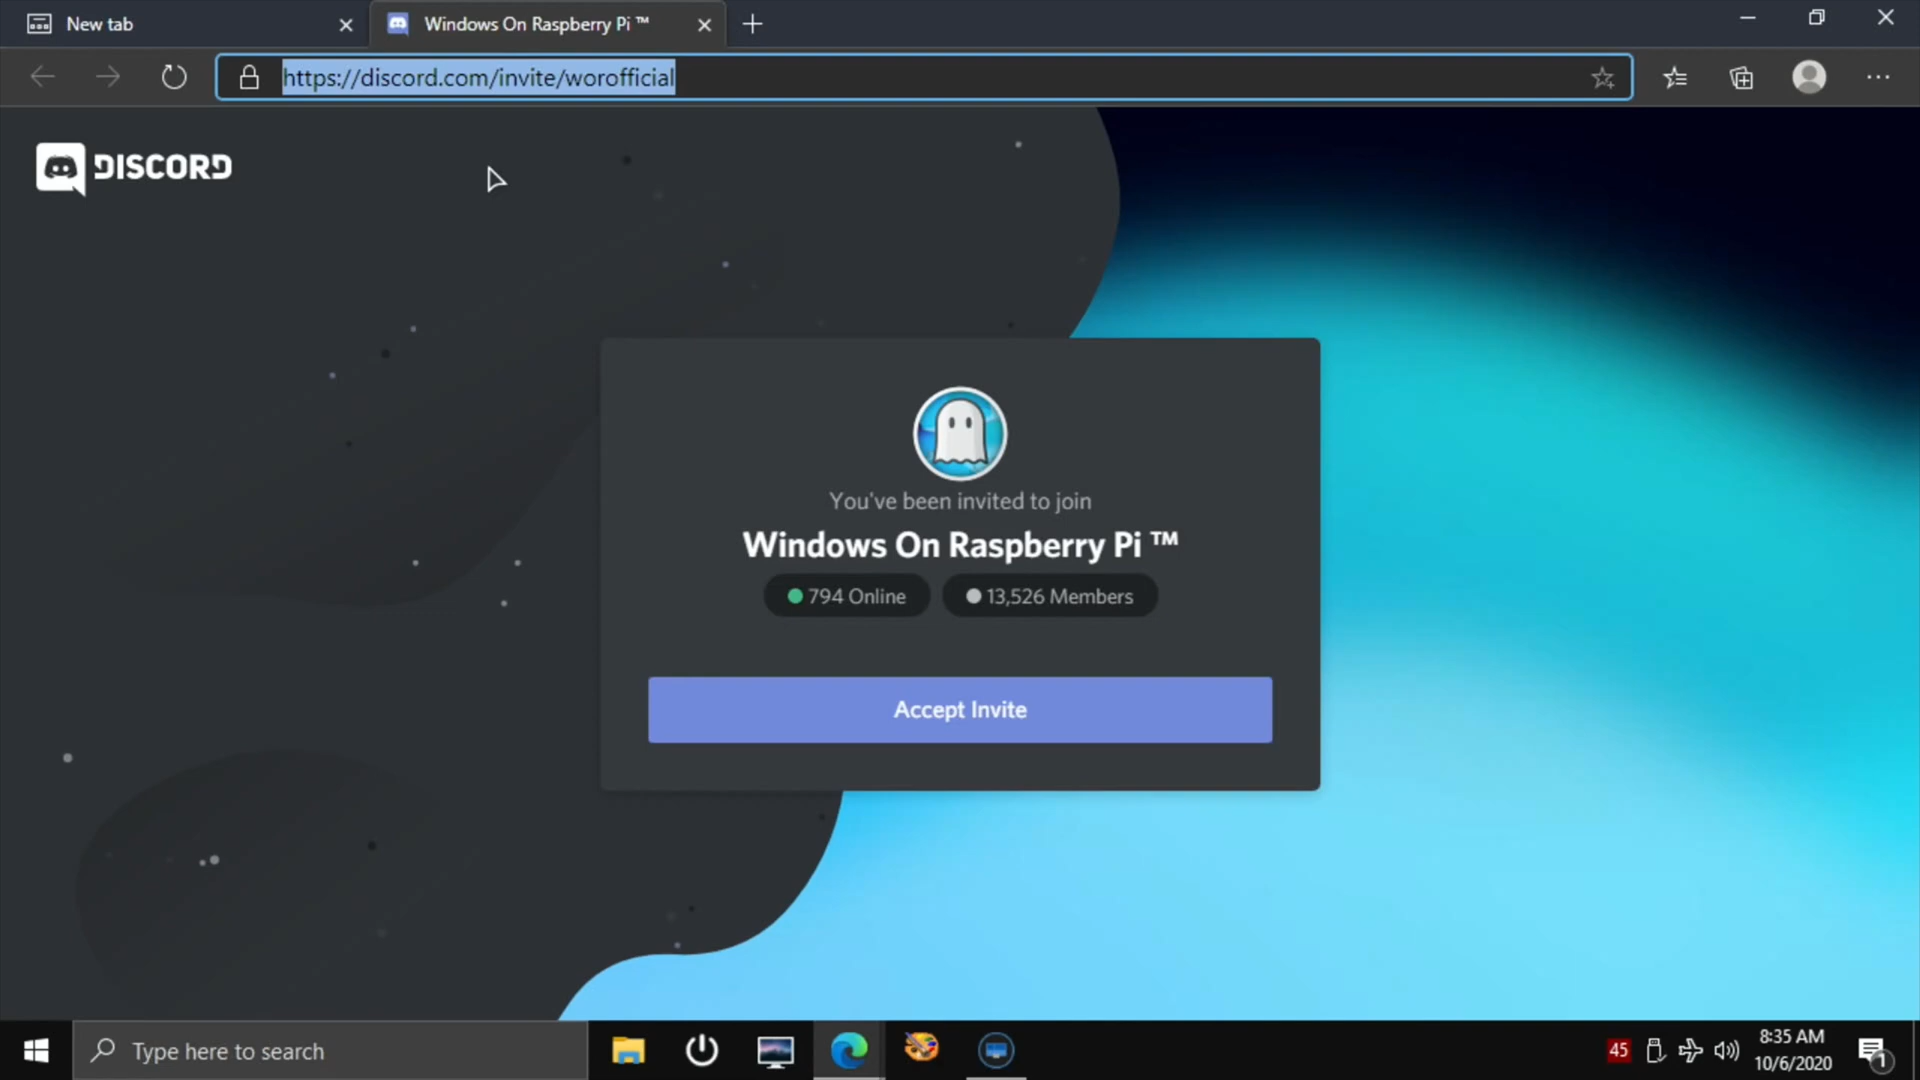 New tab
Windows On Raspberry Pi ™
https://discord.com/invite/worofficial
DISCORD
You've been invited to join
Windows On Raspberry Pi ™
794 Online
13,526 Members
Accept Invite
Type here to search
45
8:35 AM
10/6/2020
1